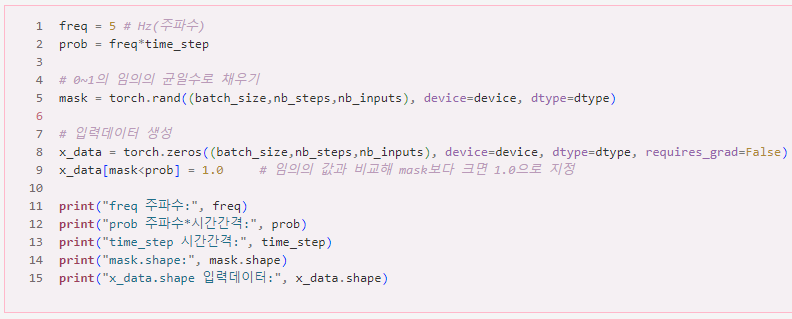 1 freq = 5 # Hz(주파수)
2 prob = freq*time_step
3
4 # 0~1의 임의의 균일수로 채우기
5 mask = torch.rand((batch_size,nb_steps,nb_inputs), device=device, dtype=dtype)
6
7 # 입력데이터 생성
8 x_data = torch.zeros((batch_size,nb_steps,nb_inputs), device=device, dtype=dtype, requires_grad=False)
9 x_data[mask<prob] = 1.0 # 임의의 값과 비교해 mask보다 크면 1.0으로 지정
10
11 print("freq 주파수:", freq)
12 print("prob 주파수*시간간격:", prob)
13 print("time_step 시간간격:", time_step)
14 print("mask.shape:", mask.shape)
15 print("x_data.shape 입력데이터:", x_data.shape)